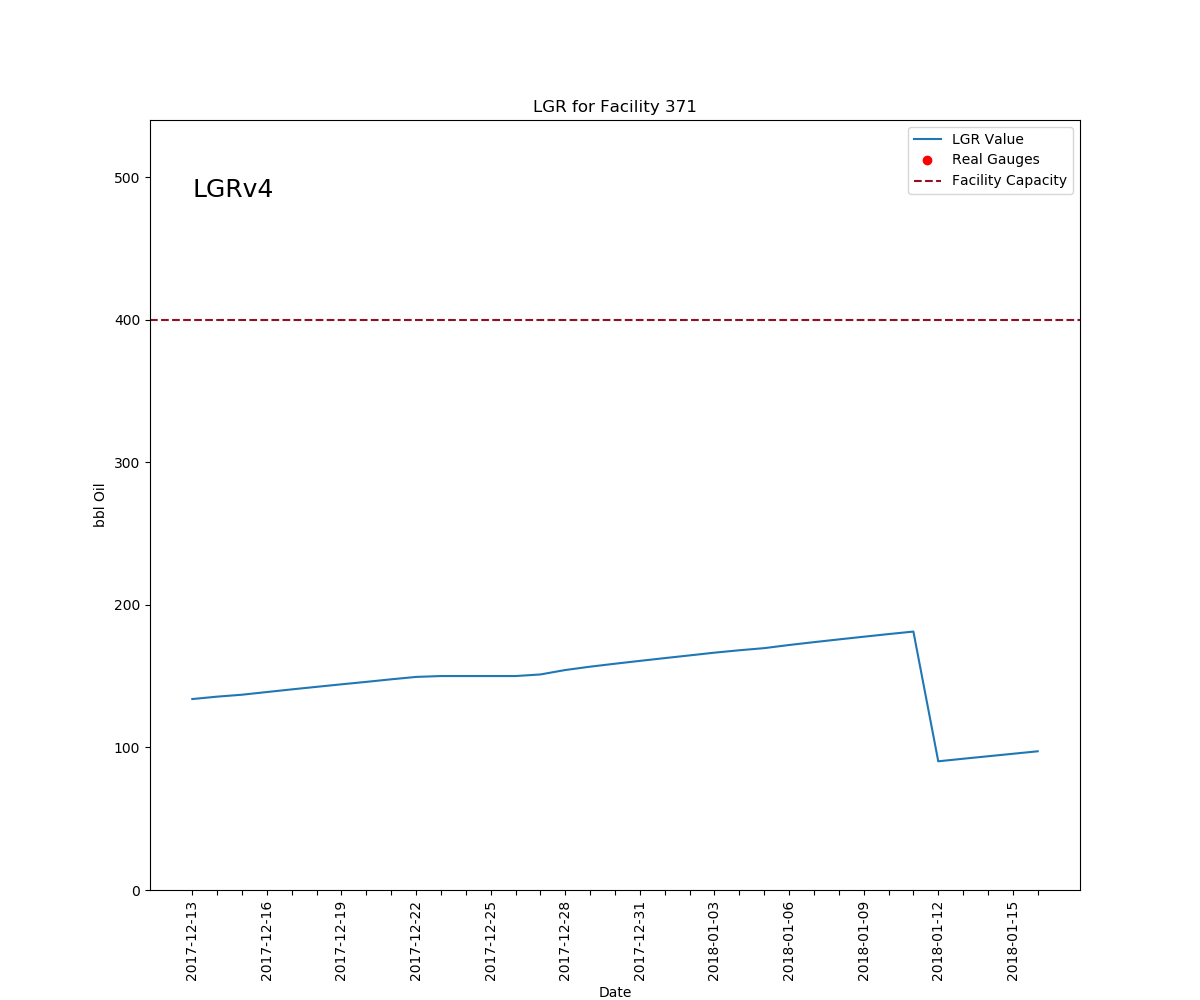 LGR for Facility 371
LGR Value
Real Gauges
Facility Capacity
LGRv4
500
400
300
200
100
0
bbl Oil
2017-12-13
2017-12-16
2017-12-19
2017-12-22
2017-12-25
2017-12-28
2017-12-31
2018-01-03
2018-01-06
2018-01-09
2018-01-12
2018-01-15
Date